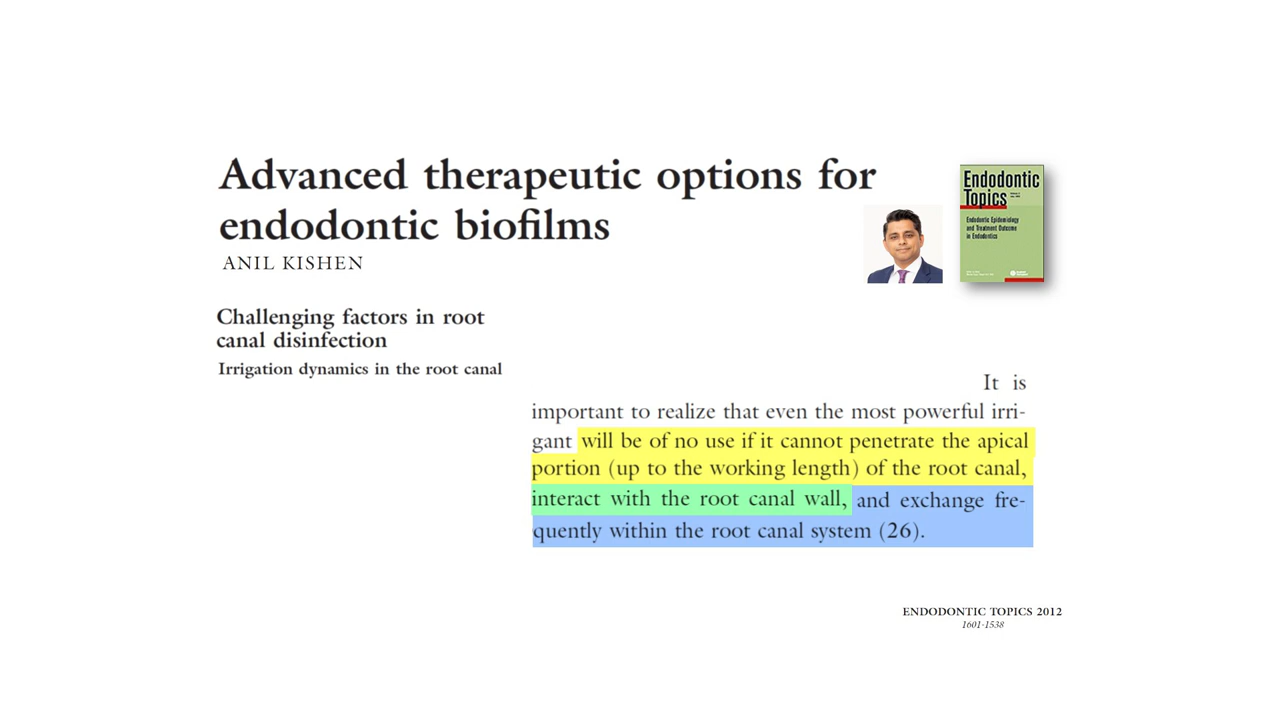 Advanced therapeutic options for
endodontic biofilms
ANIL KISHEN
Endodontic
Topics
Endodontic Epidemiology
and Treatment Outcome
in Endodontics
Challenging factors in root
canal disinfection
Irrigation dynamics in the root canal
It is
important to realize that even the most powerful irri-
gant will be of no use if it cannot penetrate the apical
portion (up to the working length) of the root canal,
interact with the root canal wall, and exchange fre-
quently within the root canal system (26).
ENDODONTIC TOPICS 2012
1601-1538